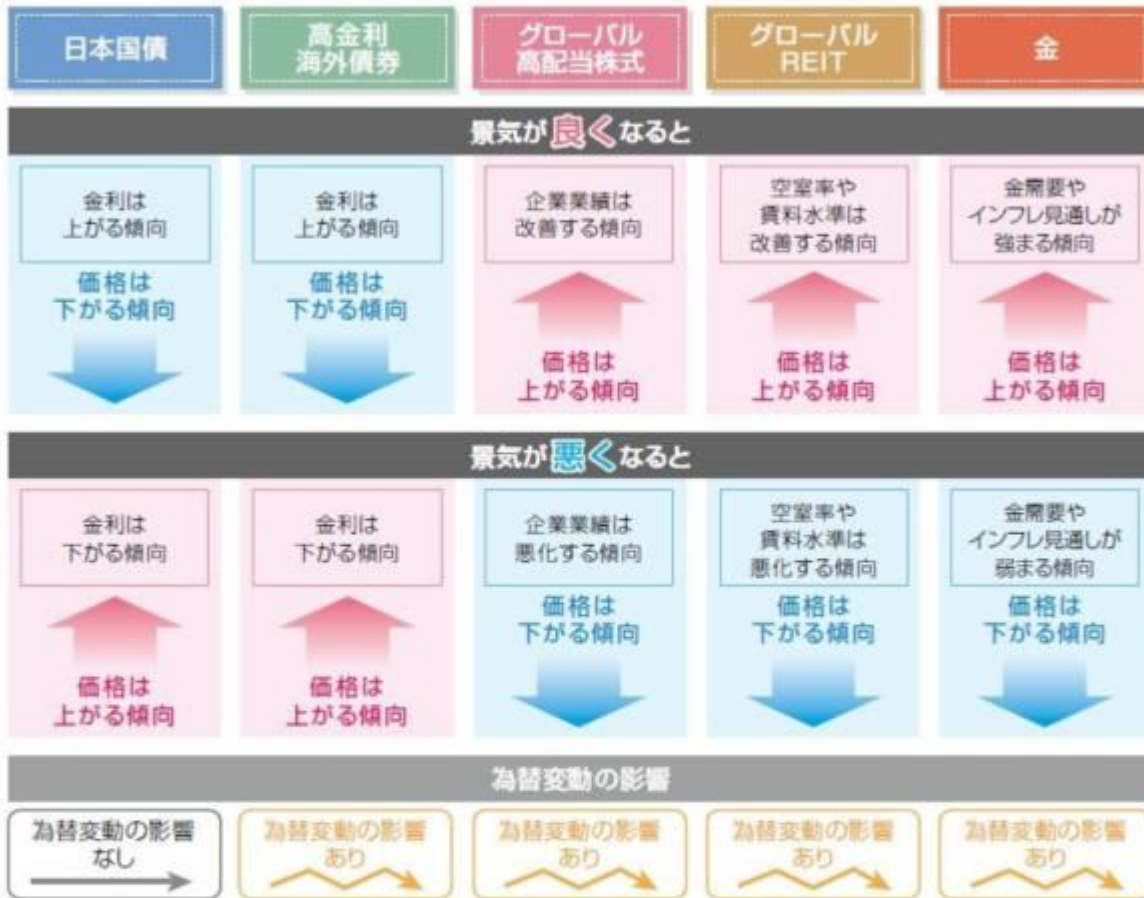 日本国債
高金利
海外債券
グローバル
高配当株式
グローバル
REIT
金
景気が良くなると
金利は
上がる傾向
価格は
下がる傾向
金利は
上がる傾向
価格は
下がる傾向
企業業績は
改善する傾向
価格は
上がる傾向
空室率や
賃料水準は
改善する傾向
価格は
上がる傾向
金需要や
インフレ見通しが
強まる傾向
価格は
上がる傾向
景気が悪くなると
金利は
下がる傾向
価格は
上がる傾向
金利は
下がる傾向
価格は
上がる傾向
企業業績は
悪化する傾向
価格は
下がる傾向
空室率や
賃料水準は
悪化する傾向
価格は
下がる傾向
金需要や
インフレ見通しが
弱まる傾向
価格は
下がる傾向
為替変動の影響
為替変動の影響
なし
為替変動の影響
あり
為替変動の影響
あり
為替変動の影響
あり
為替変動の影響
あり